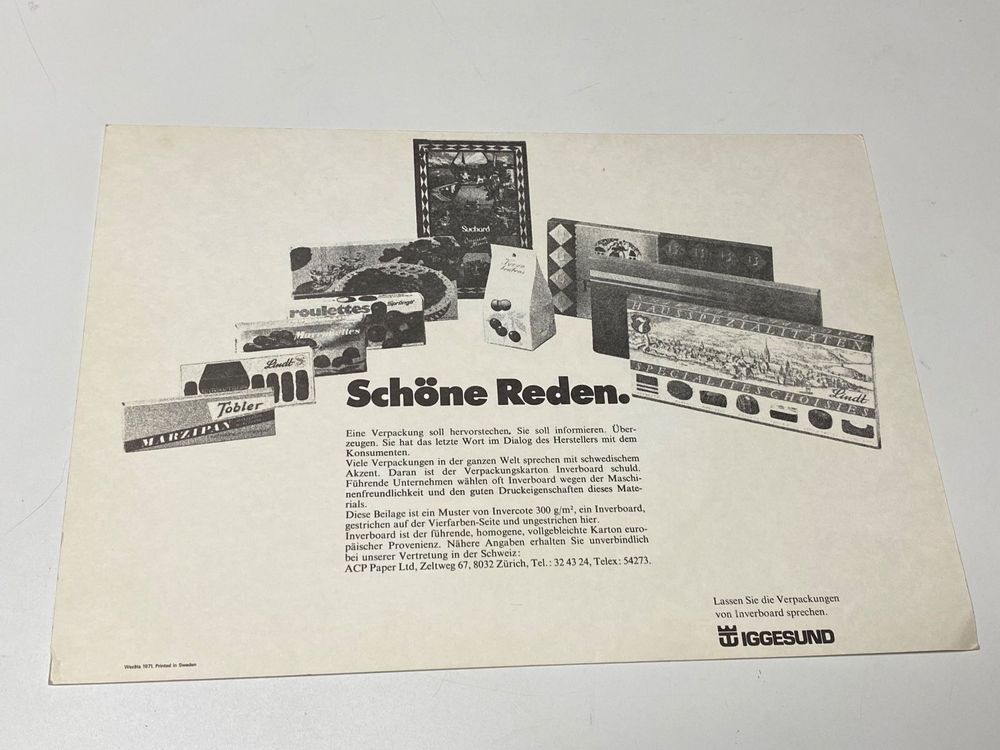 Suchard
roulettes
Lindt
Tobler
MARZIPAN
HAUSSPEZIALITÄTEN
SPECIALITES CHOISIES
Lindt
Schöne Reden.
Eine Verpackung soll hervorstechen. Sie soll informieren. Über-
zeugen. Sie hat das letzte Wort im Dialog des Herstellers mit dem
Konsumenten.
Viele Verpackungen in der ganzen Welt sprechen mit schwedischem
Akzent. Daran ist der Verpackungskarton Inverboard schuld.
Führende Unternehmen wählen oft Inverboard wegen der Maschi-
nenfreundlichkeit und den guten Druckeigenschaften dieses Mate-
rials.
Diese Beilage ist ein Muster von Invercote 300 g/m², ein Inverboard,
gestrichen auf der Vierfarben-Seite und ungestrichen hier.
Inverboard ist der führende, homogene, vollgebleichte Karton euro-
päischer Provenienz. Nähere Angaben erhalten Sie unverbindlich
bei unserer Vertretung in der Schweiz:
ACP Paper Ltd, Zeltweg 67, 8032 Zürich, Tel.: 32 43 24, Telex: 54273.
Lassen Sie die Verpackungen
von Inverboard sprechen.
IGGESUND
1971. Printed in Sweden